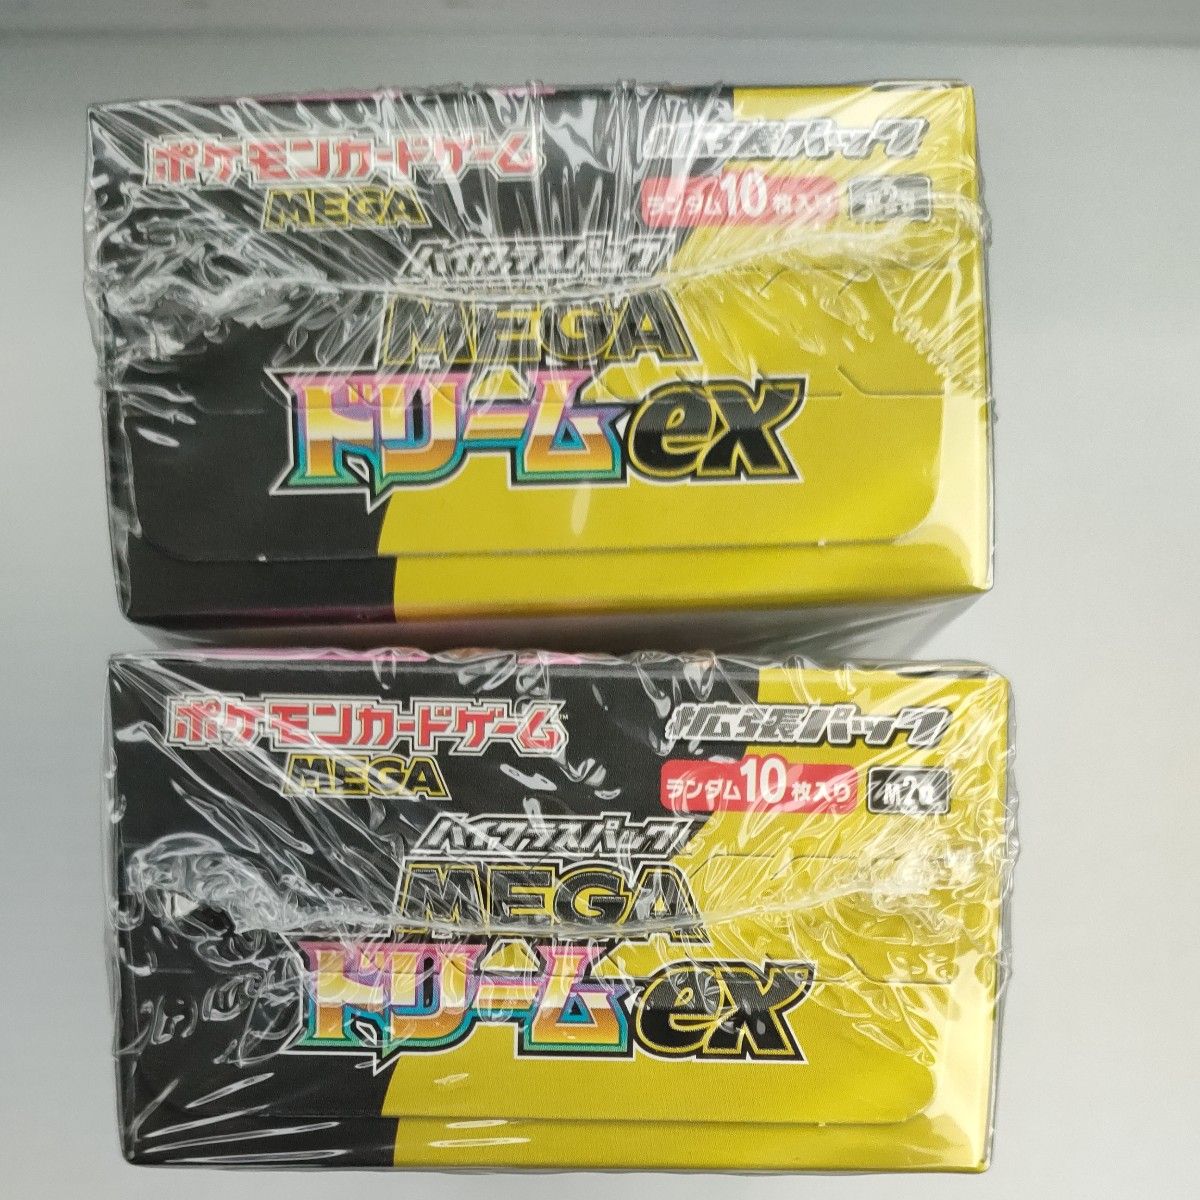 ポケモンカードゲーム
MEGA
拡張パック
ランダム10枚入り
M2a
ハイクラスパック
MEGA
ドリームex
ポケモンカードゲーム™
MEGA
拡張パック
ランダム10枚入り
M2a
ハイクラスパック
MEGA
ドリームex